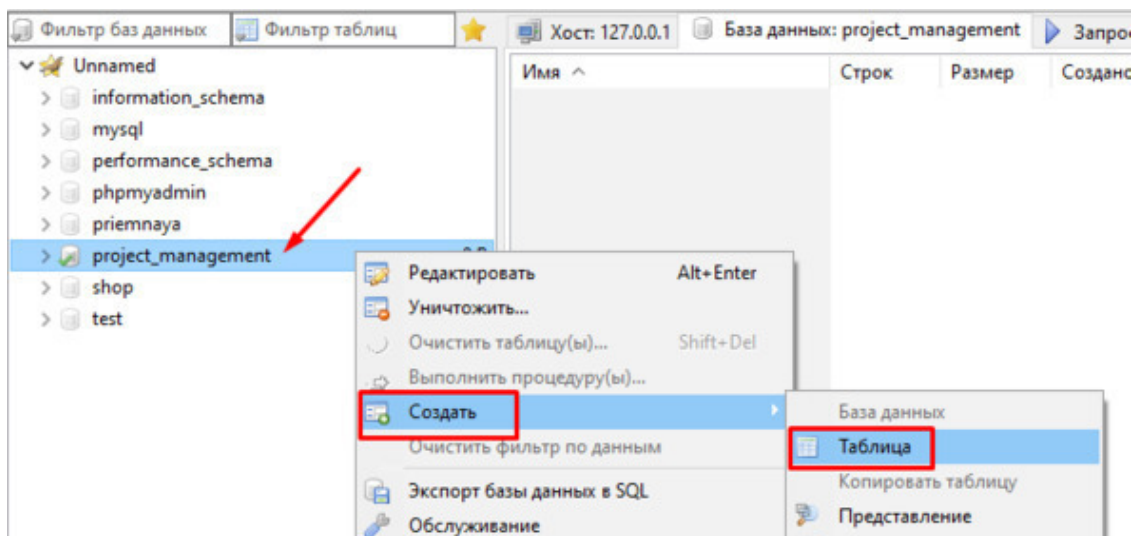 Фильтр баз данных Фильтр таблиц Хост: 127.0.0.1 База данных: project_management
Unnamed Имя Строк Размер
information_schema
mysql
performance_schema
phpmyadmin
priemnaya
project_management
shop
test
Редактировать Alt+Enter
Уничтожить...
Очистить таблицу(ы)... Shift+Del
Выполнить процедуру(ы)...
Создать База данных
Очистить фильтр по данным Таблица
Экспорт базы данных в SQL Копировать таблицу
Обслуживание Представление